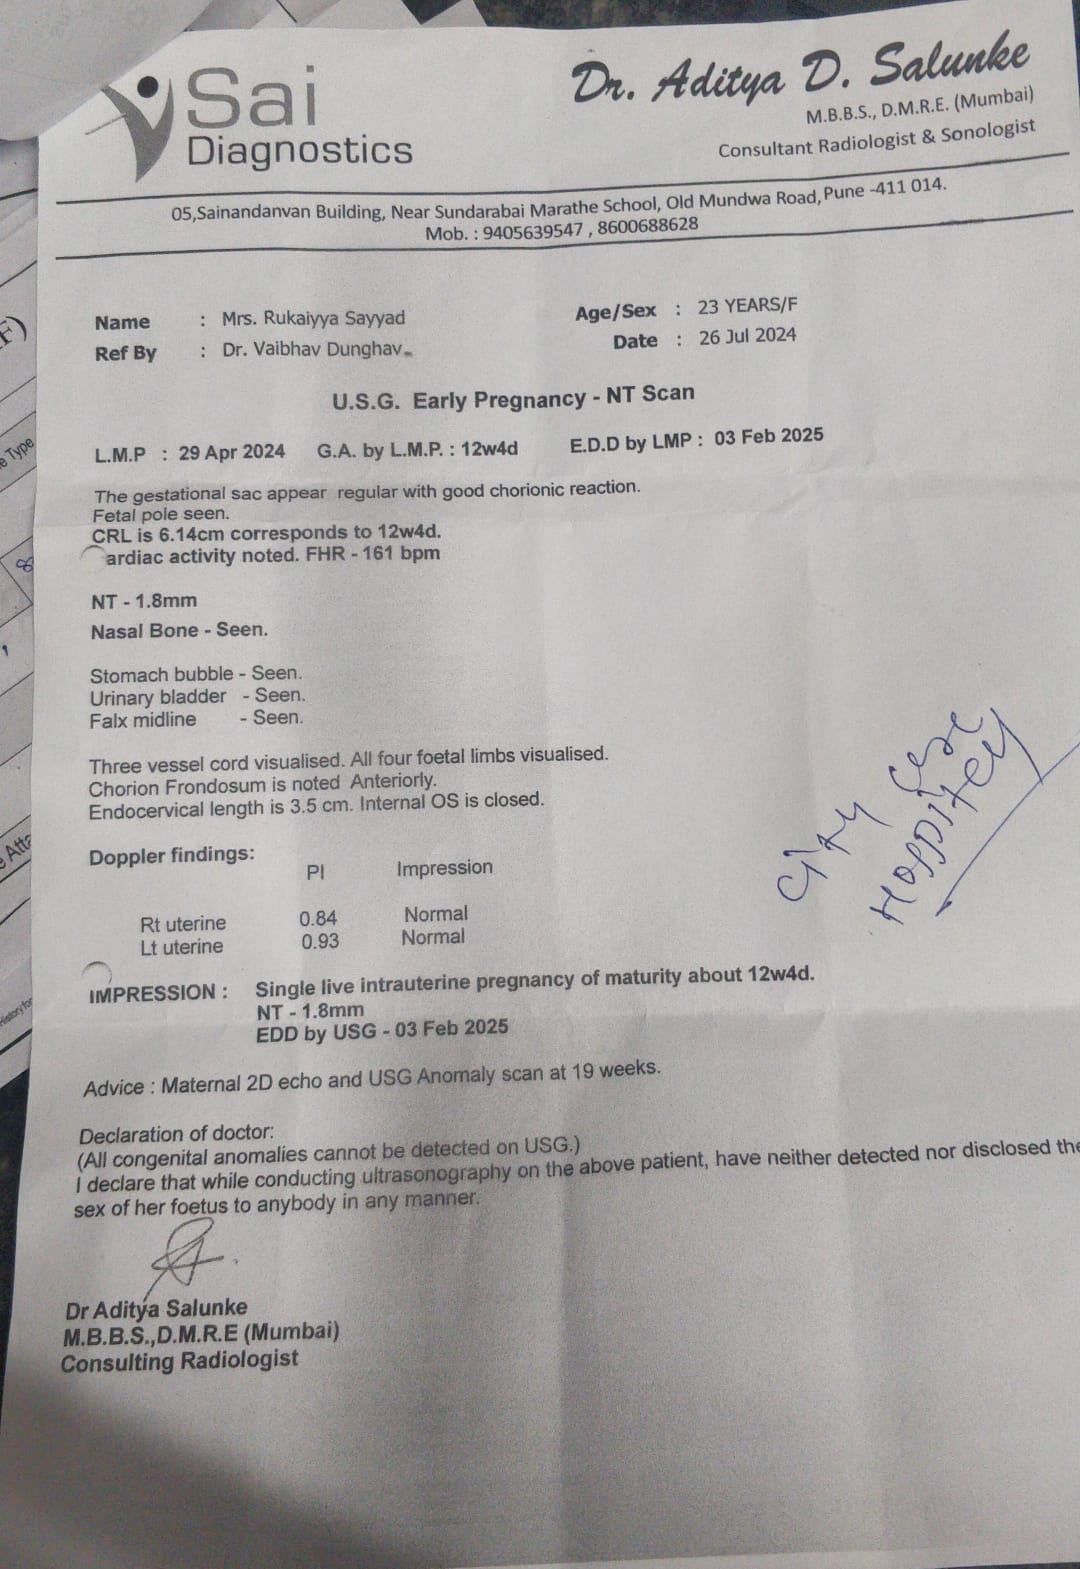 Sai
Diagnostics
Dr. Aditya D. Salunke
M.B.B.S., D.M.R.E. (Mumbai)
Consultant Radiologist & Sonologist
05,Sainandanvan Building, Near Sundarabai Marathe School, Old Mundwa Road, Pune -411 014.
Mob. : 9405639547 , 8600688628
Name : Mrs. Rukaiyya Sayyad Age/Sex : 23 YEARS/F
Ref By : Dr. Vaibhav Dunghav Date : 26 Jul 2024
U.S.G. Early Pregnancy - NT Scan
L.M.P : 29 Apr 2024 G.A. by L.M.P. : 12w4d E.D.D by LMP : 03 Feb 2025
The gestational sac appear regular with good chorionic reaction.
Fetal pole seen.
CRL is 6.14cm corresponds to 12w4d.
ardiac activity noted. FHR - 161 bpm
NT - 1.8mm
Nasal Bone - Seen.
Stomach bubble - Seen.
Urinary bladder - Seen.
Falx midline - Seen.
Three vessel cord visualised. All four foetal limbs visualised.
Chorion Frondosum is noted Anteriorly.
Endocervical length is 3.5 cm. Internal OS is closed.
Doppler findings:
PI Impression
Rt uterine 0.84 Normal
Lt uterine 0.93 Normal
IMPRESSION : Single live intrauterine pregnancy of maturity about 12w4d.
NT - 1.8mm
EDD by USG - 03 Feb 2025
Advice : Maternal 2D echo and USG Anomaly scan at 19 weeks.
Declaration of doctor:
(All congenital anomalies cannot be detected on USG.)
I declare that while conducting ultrasonography on the above patient, have neither detected nor disclosed the
sex of her foetus to anybody in any manner.
Dr Aditya Salunke
M.B.B.S.,D.M.R.E (Mumbai)
Consulting Radiologist